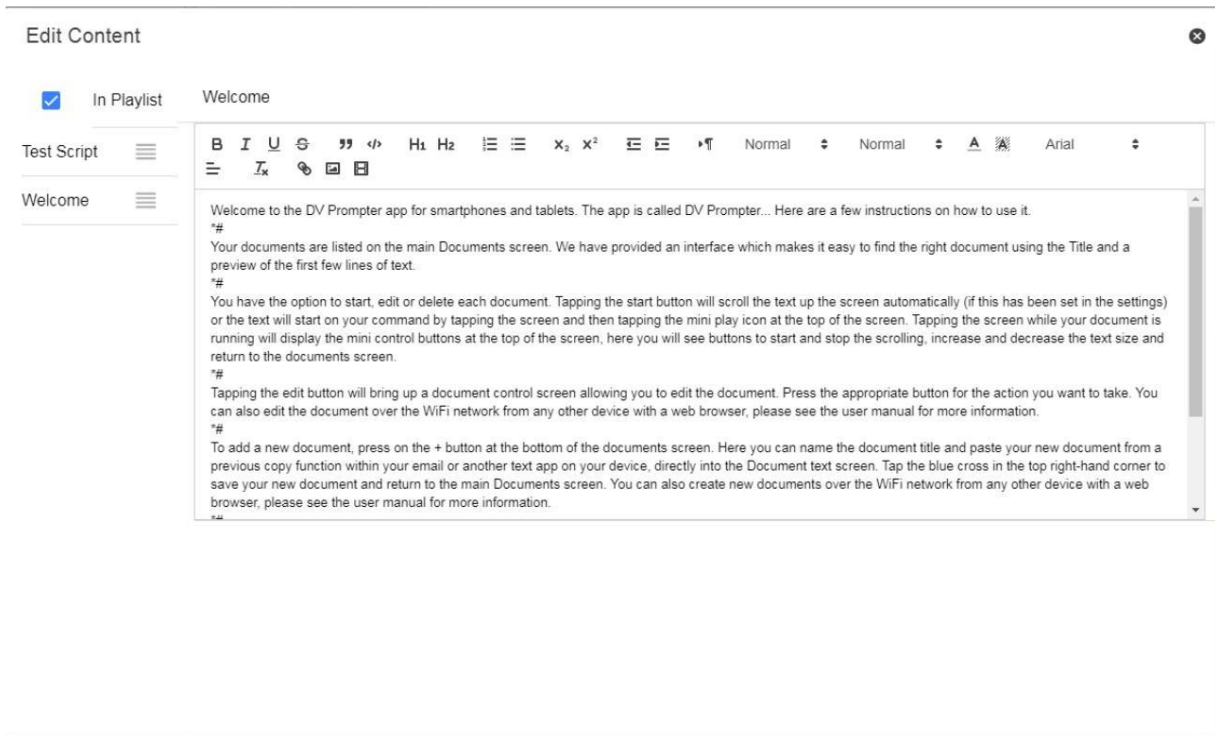 Edit Content
In Playlist
Welcome
Test Script
Welcome
B I U S ” </> H1 H2 X2 X2 Normal Normal A A Arial
Tx
Welcome to the DV Prompter app for smartphones and tablets. The app is called DV Prompter... Here are a few instructions on how to use it.
*#
Your documents are listed on the main Documents screen. We have provided an interface which makes it easy to find the right document using the Title and a
preview of the first few lines of text.
*#
You have the option to start, edit or delete each document. Tapping the start button will scroll the text up the screen automatically (if this has been set in the settings)
or the text will start on your command by tapping the screen and then tapping the mini play icon at the top of the screen. Tapping the screen while your document is
running will display the mini control buttons at the top of the screen, here you will see buttons to start and stop the scrolling, increase and decrease the text size and
return to the documents screen.
*#
Tapping the edit button will bring up a document control screen allowing you to edit the document. Press the appropriate button for the action you want to take. You
can also edit the document over the WiFi network from any other device with a web browser, please see the user manual for more information.
*#
To add a new document, press on the + button at the bottom of the documents screen. Here you can name the document title and paste your new document from a
previous copy function within your email or another text app on your device, directly into the Document text screen. Tap the blue cross in the top right-hand corner to
save your new document and return to the main Documents screen. You can also create new documents over the WiFi network from any other device with a web
browser, please see the user manual for more information.